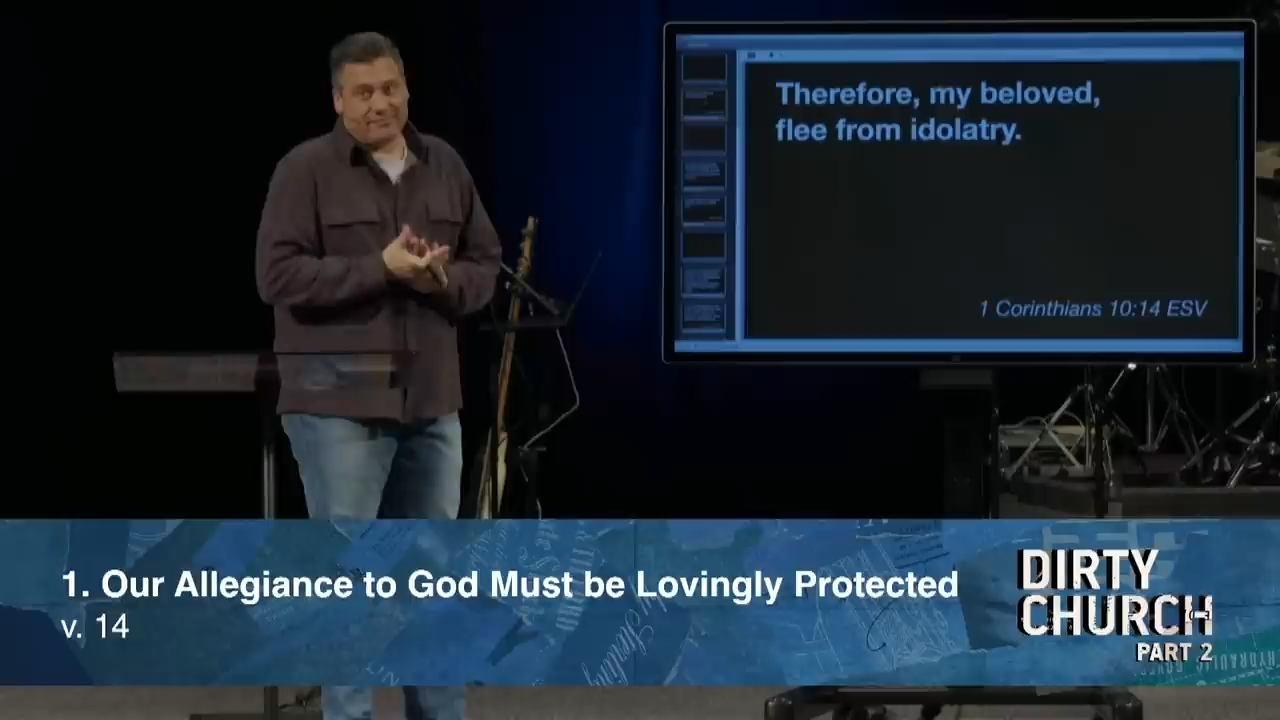 Therefore, my beloved,
flee from idolatry.
1 Corinthians 10:14 ESV
1. Our Allegiance to God Must be Lovingly Protected
v. 14
DIRTY
CHURCH
PART 2